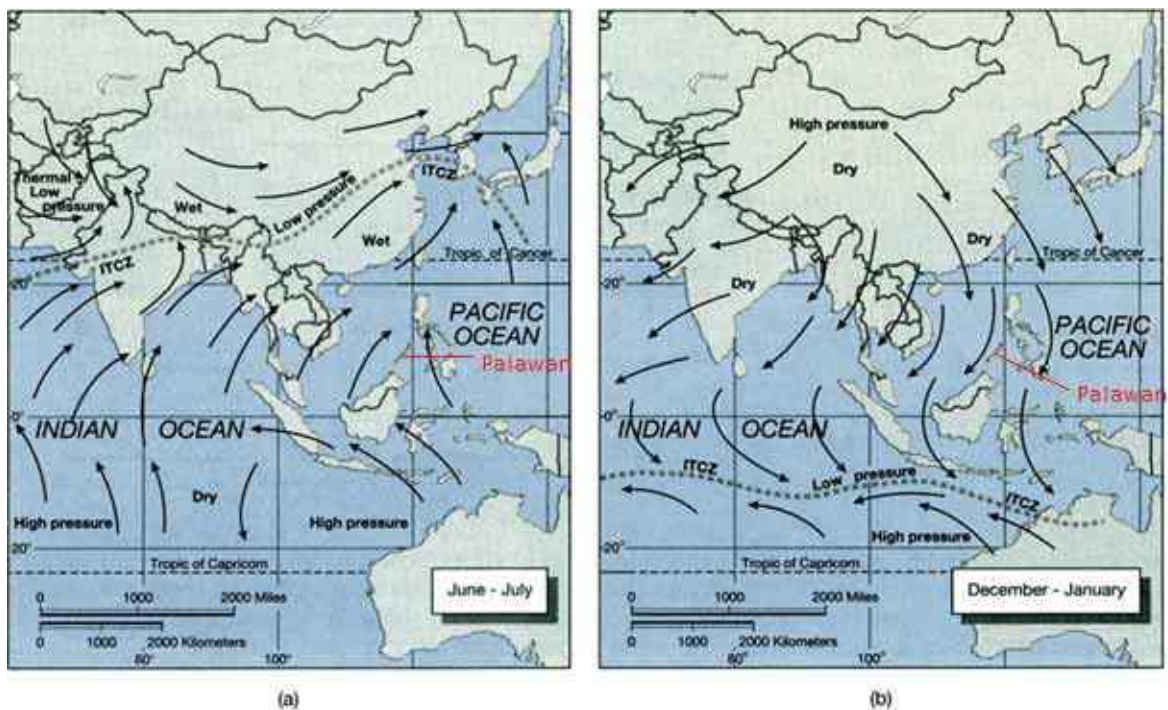 Thermal
Low
pressure
Wet
Low pressure
ITCZ
Wet
ITCZ
Tropic of Cancer
20°
PACIFIC
OCEAN
Palawan
0°
INDIAN OCEAN
Dry
High pressure
High pressure
20°
Tropic of Capricorn
June - July
0 1000 2000 Miles
0 1000 2000 Kilometers
100°
(a)
High pressure
Dry
Dry
Tropic of Cancer
Dry
20°
PACIFIC
OCEAN
Palawan
0°
INDIAN OCEAN
ITCZ
Low pressure
ITCZ
High pressure
20°
Tropic of Capricorn
December - January
0 1000 2000 Miles
0 1000 2000 Kilometers
100°
(b)